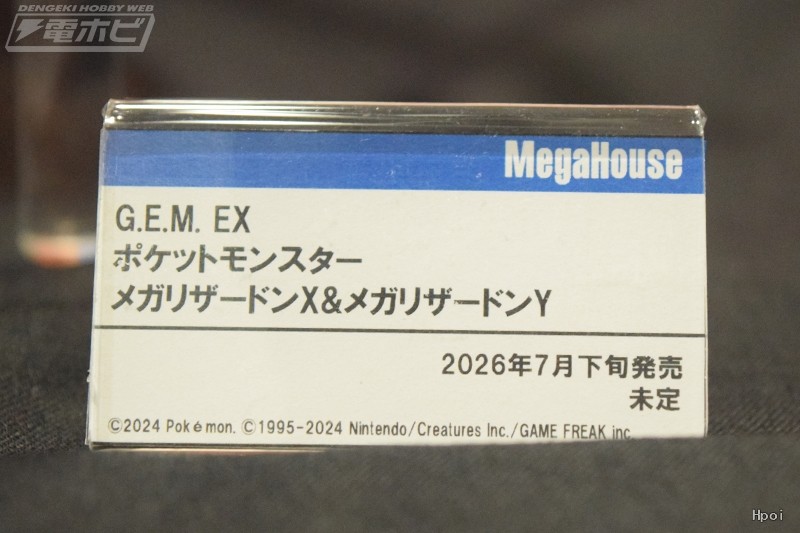 DENGEKI HOBBY WEB
電ホビ
MegaHouse
G.E.M. EX
ポケットモンスター
メガリザードンX&メガリザードンY
2026年7月下旬発売
未定
©2024 Pokémon. ©1995-2024 Nintendo/Creatures Inc./GAME FREAK inc.
Hpoi